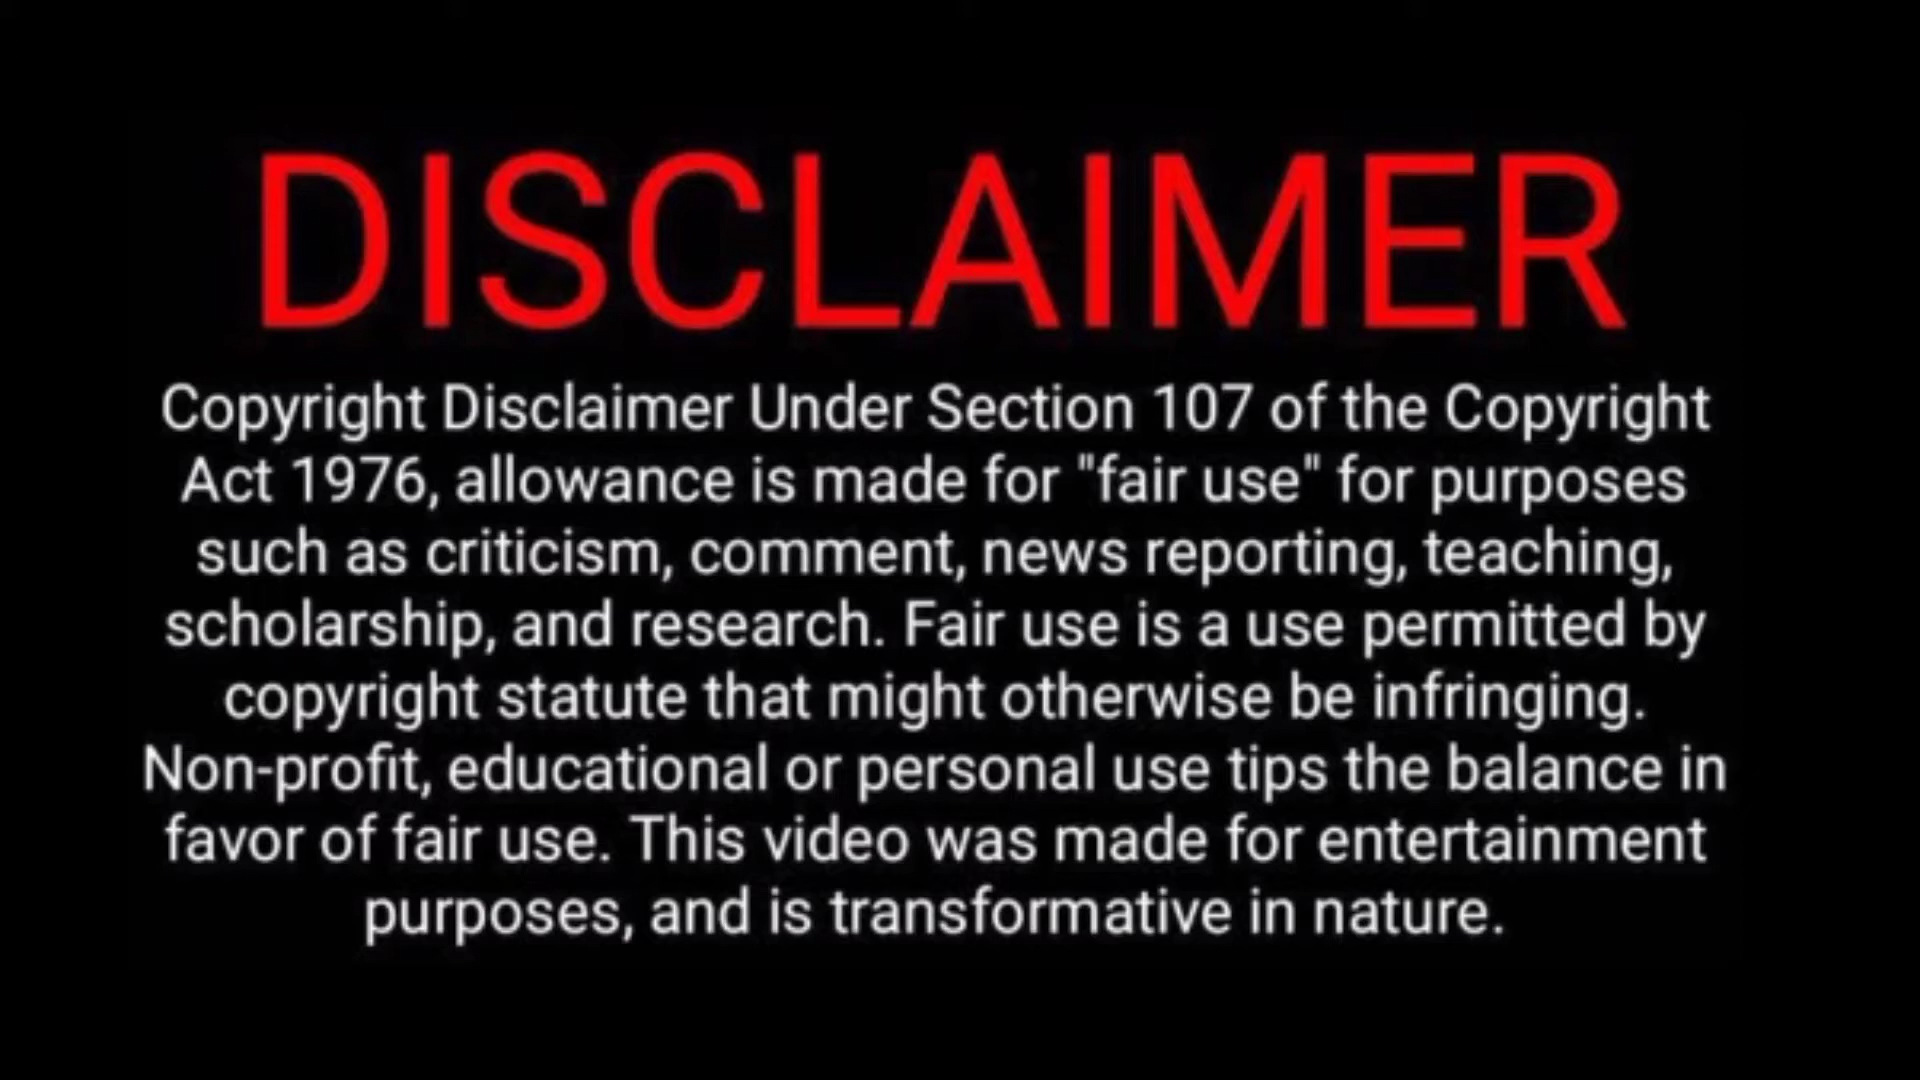 DISCLAIMER
Copyright Disclaimer Under Section 107 of the Copyright
Act 1976, allowance is made for "fair use" for purposes
such as criticism, comment, news reporting, teaching,
scholarship, and research. Fair use is a use permitted by
copyright statute that might otherwise be infringing.
Non-profit, educational or personal use tips the balance in
favor of fair use. This video was made for entertainment
purposes, and is transformative in nature.